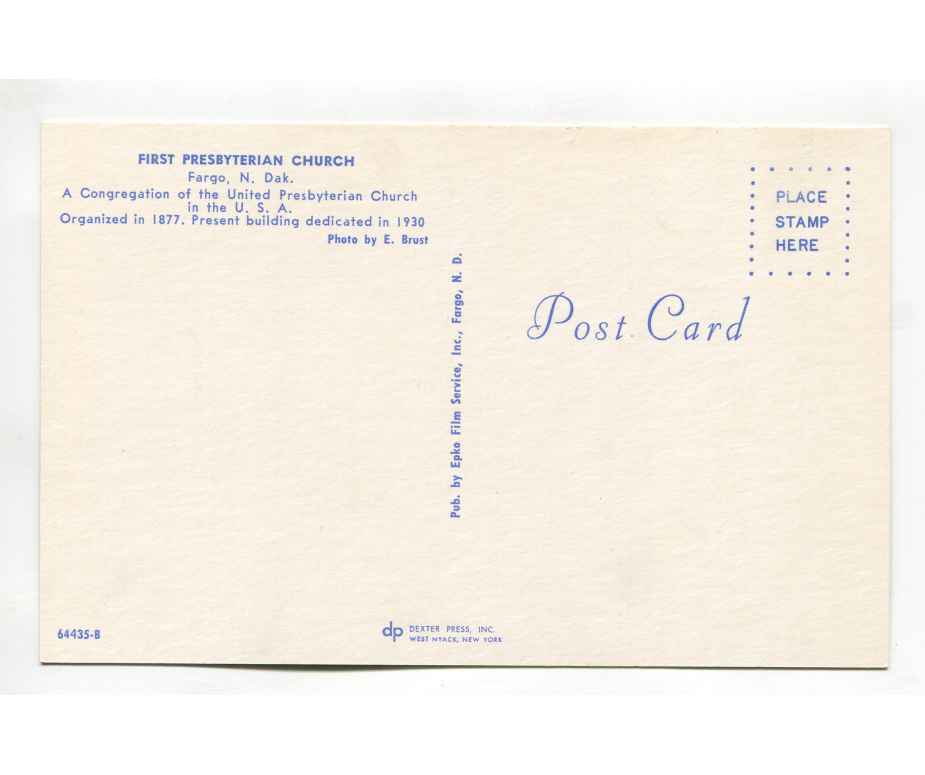 FIRST PRESBYTERIAN CHURCH
Fargo, N. Dak.
A Congregation of the United Presbyterian Church
in the U. S. A.
Organized in 1877. Present building dedicated in 1930
Photo by E. Brust
Pub. by Epko Film Service, Inc., Fargo, N. D.
PLACE
STAMP
HERE
Post Card
64435-B
dp DEXTER PRESS, INC.
WEST NYACK, NEW YORK